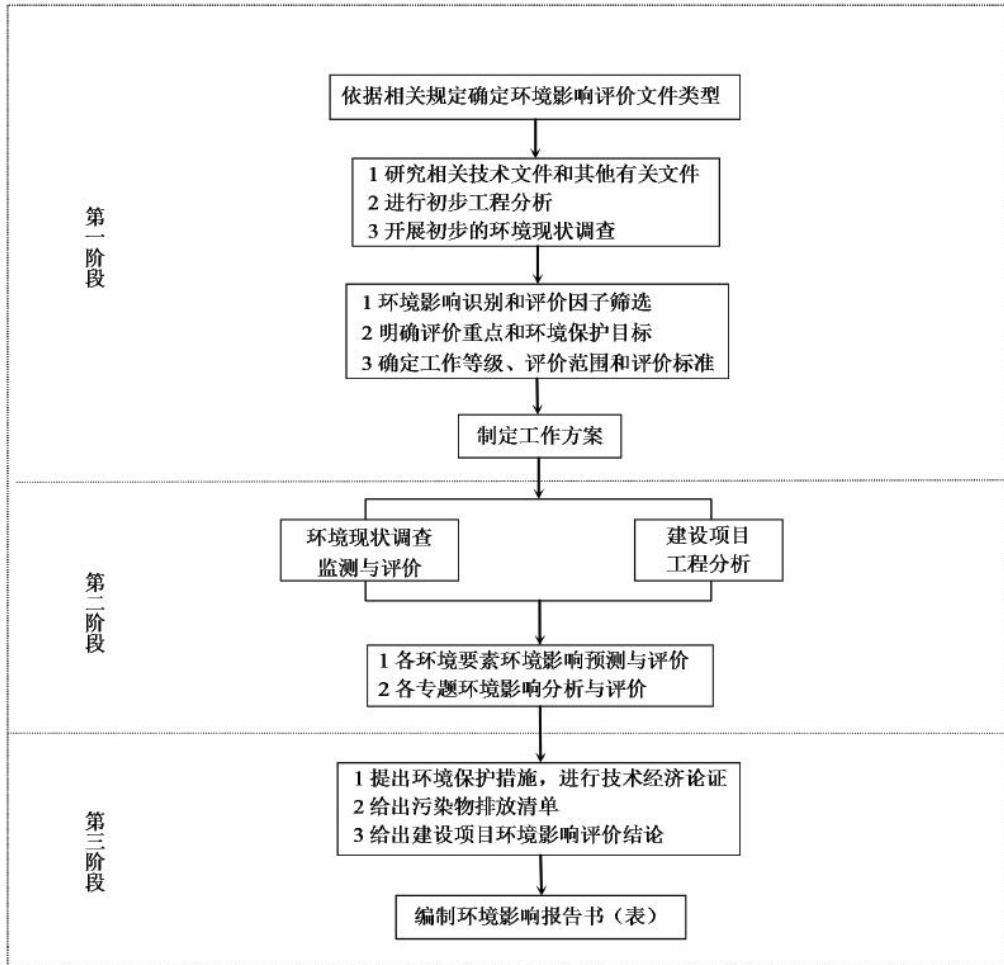 依据相关规定确定环境影响评价文件类型
1 研究相关技术文件和其他有关文件
2 进行初步工程分析
3 开展初步的环境现状调查
第一阶段
1 环境影响识别和评价因子筛选
2 明确评价重点和环境保护目标
3 确定工作等级、评价范围和评价标准
制定工作方案
环境现状调查
监测与评价
建设项目
工程分析
第二阶段
1 各环境要素环境影响预测与评价
2 各专题环境影响分析与评价
1 提出环境保护措施，进行技术经济论证
2 给出污染物排放清单
3 给出建设项目环境影响评价结论
第三阶段
编制环境影响报告书（表）